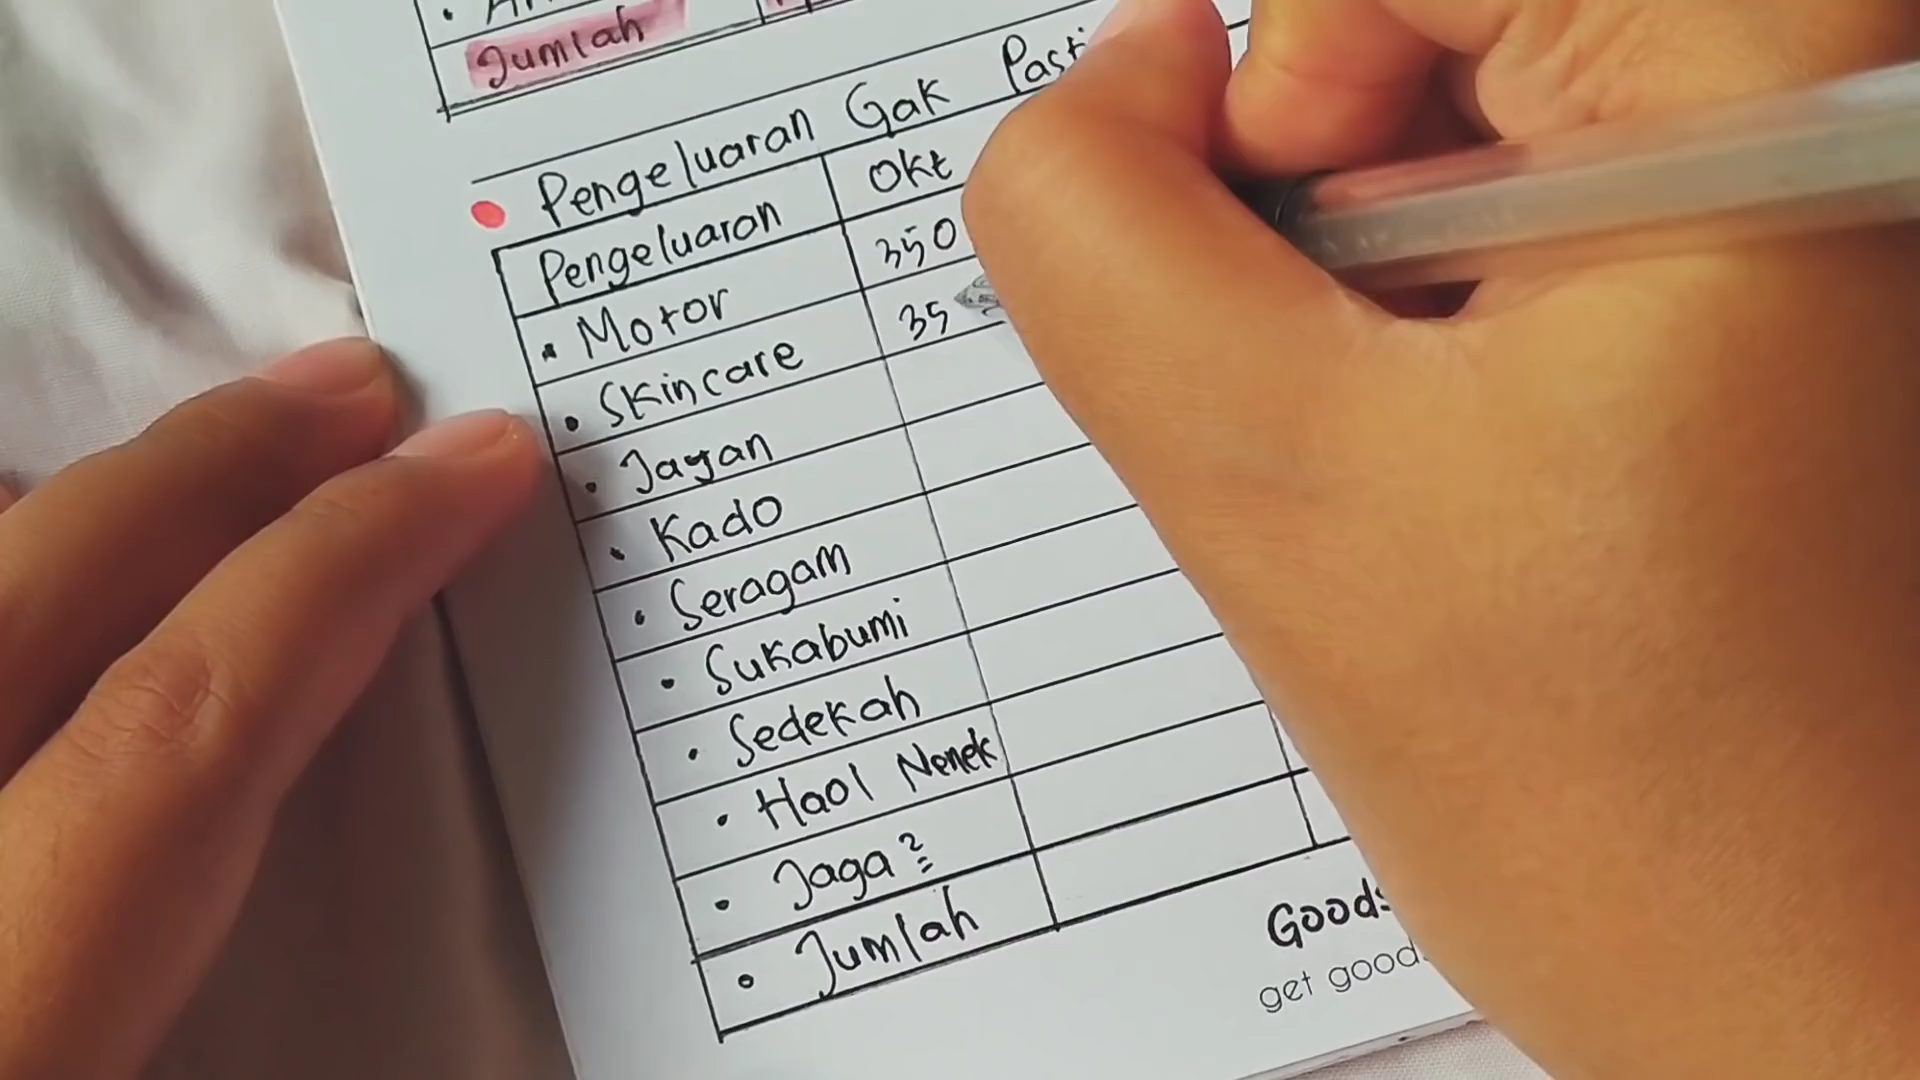 Jumlah
Pengeluaran Gak Pasti
Pengeluaran Okt
• Motor 350
• Skincare 35
• Jajan
• Kado
• Seragam
• Sukabumi
• Sedekah
• Haol Nenek
• Jaga²
• Jumlah
Goods
get good